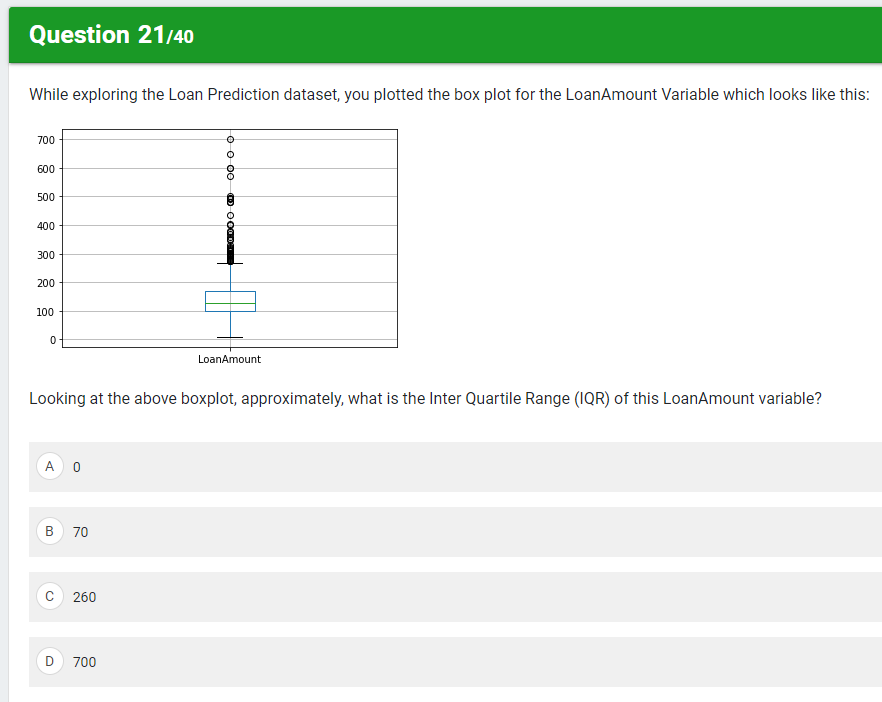 Question 21/40
While exploring the Loan Prediction dataset, you plotted the box plot for the LoanAmount Variable which looks like this:
700
600
500
400
300
200
100
0
LoanAmount
Looking at the above boxplot, approximately, what is the Inter Quartile Range (IQR) of this LoanAmount variable?
A 0
B 70
C 260
D 700